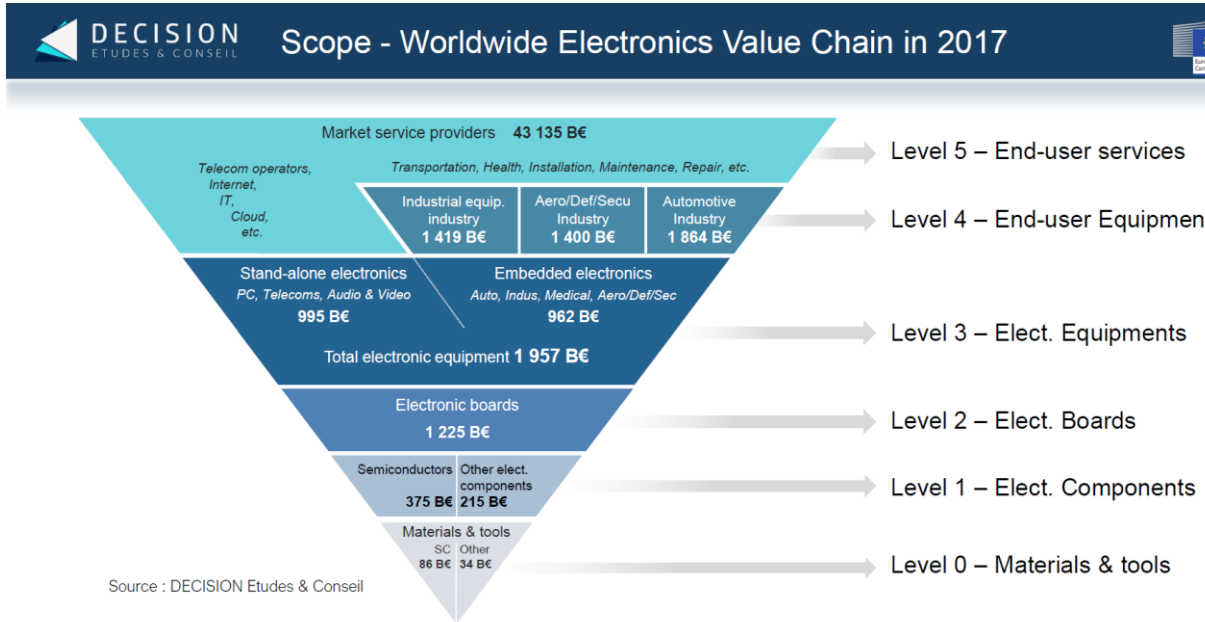 DECISION
ETUDES & CONSEIL
Scope - Worldwide Electronics Value Chain in 2017
Market service providers 43 135 B€
Telecom operators,
Internet,
IT,
Cloud,
etc.
Transportation, Health, Installation, Maintenance, Repair, etc.
Level 5 – End-user services
Industrial equip.
industry
1 419 B€
Aero/Def/Secu
Industry
1 400 B€
Automotive
Industry
1 864 B€
Level 4 – End-user Equipmen
Stand-alone electronics
PC, Telecoms, Audio & Video
995 B€
Embedded electronics
Auto, Indus, Medical, Aero/Def/Sec
962 B€
Total electronic equipment 1 957 B€
Level 3 – Elect. Equipments
Electronic boards
1 225 B€
Level 2 – Elect. Boards
Semiconductors
375 B€
Other elect.
components
215 B€
Level 1 – Elect. Components
Materials & tools
SC
86 B€
Other
34 B€
Level 0 – Materials & tools
Source : DECISION Etudes & Conseil